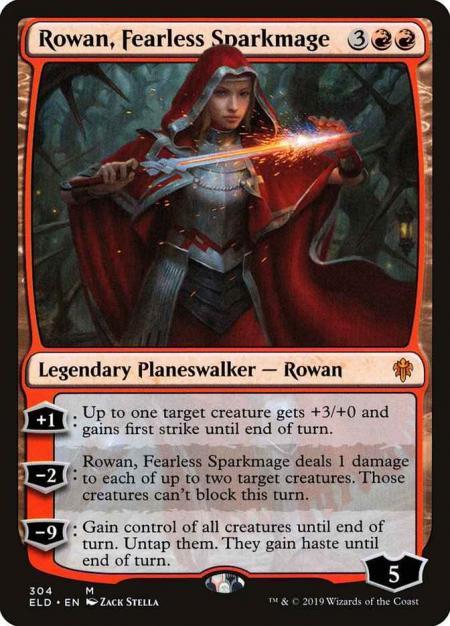 Rowan, Fearless Sparkmage 3
Legendary Planeswalker — Rowan
+1 : Up to one target creature gets +3/+0 and
gains first strike until end of turn.
-2 : Rowan, Fearless Sparkmage deals 1 damage
to each of up to two target creatures. Those
creatures can't block this turn.
-9 : Gain control of all creatures until end of
turn. Untap them. They gain haste until
end of turn.
5
304 M
ELD • EN Zack Stella
™ & © 2019 Wizards of the Coast